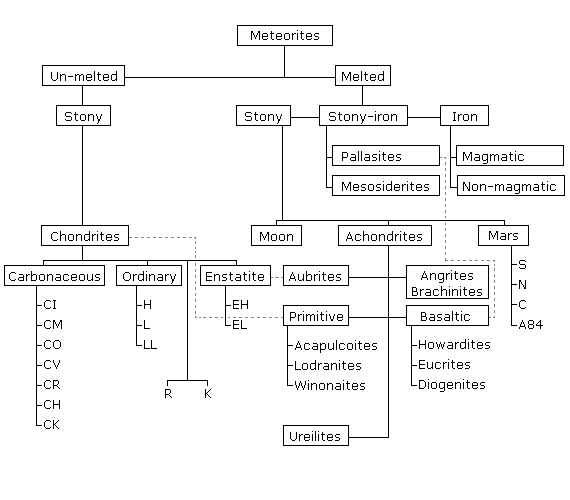 Meteorites
Un-melted
Melted
Stony
Stony
Stony-iron
Iron
Pallasites
Magmatic
Mesosiderites
Non-magmatic
Chondrites
Moon
Achondrites
Mars
Carbonaceous
Ordinary
Enstatite
Aubrites
Angrites
Brachinites
S
N
C
A84
CI
CM
CO
CV
CR
CH
CK
H
L
LL
R
K
EH
EL
Primitive
Basaltic
Acapulcoites
Lodranites
Winonaites
Howardites
Eucrites
Diogenites
Ureilites